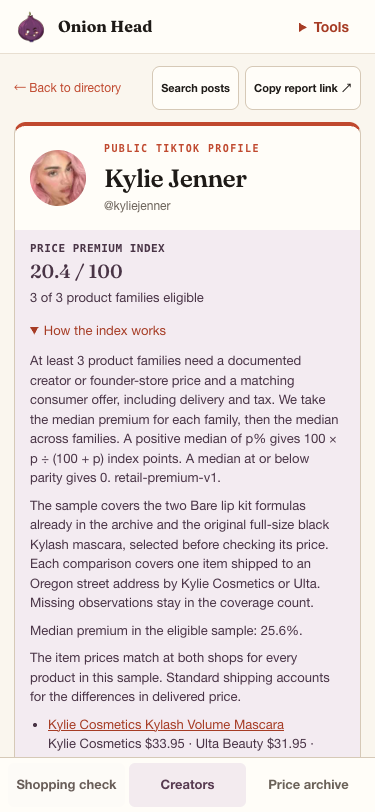 Onion Head
▶ Tools
← Back to directory
Search posts
Copy report link ↗
PUBLIC TIKTOK PROFILE
Kylie Jenner
@kyliejenner
PRICE PREMIUM INDEX
20.4 / 100
3 of 3 product families eligible
▼ How the index works
At least 3 product families need a documented
creator or founder-store price and a matching
consumer offer, including delivery and tax. We take
the median premium for each family, then the median
across families. A positive median of p% gives 100 ×
p ÷ (100 + p) index points. A median at or below
parity gives 0. retail-premium-v1.
The sample covers the two Bare lip kit formulas
already in the archive and the original full-size black
Kylash mascara, selected before checking its price.
Each comparison covers one item shipped to an
Oregon street address by Kylie Cosmetics or Ulta.
Missing observations stay in the coverage count.
Median premium in the eligible sample: 25.6%.
The item prices match at both shops for every
product in this sample. Standard shipping accounts
for the differences in delivered price.
• Kylie Cosmetics Kylash Volume Mascara
Kylie Cosmetics $33.95 · Ulta Beauty $31.95 ·
Shopping check
Creators
Price archive